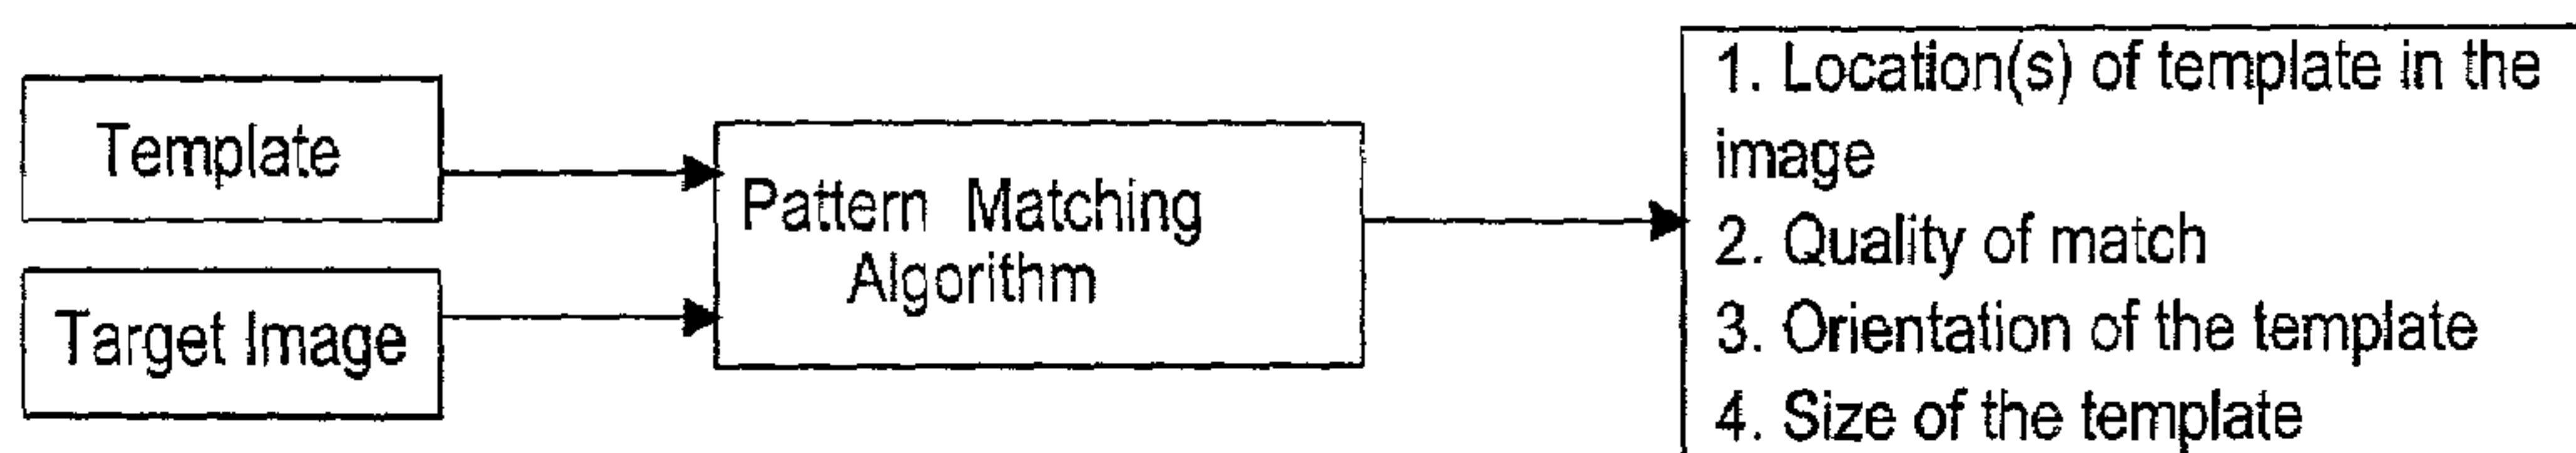 Template
Target Image
Pattern Matching
Algorithm
1. Location(s) of template in the
image
2. Quality of match
3. Orientation of the template
4. Size of the template